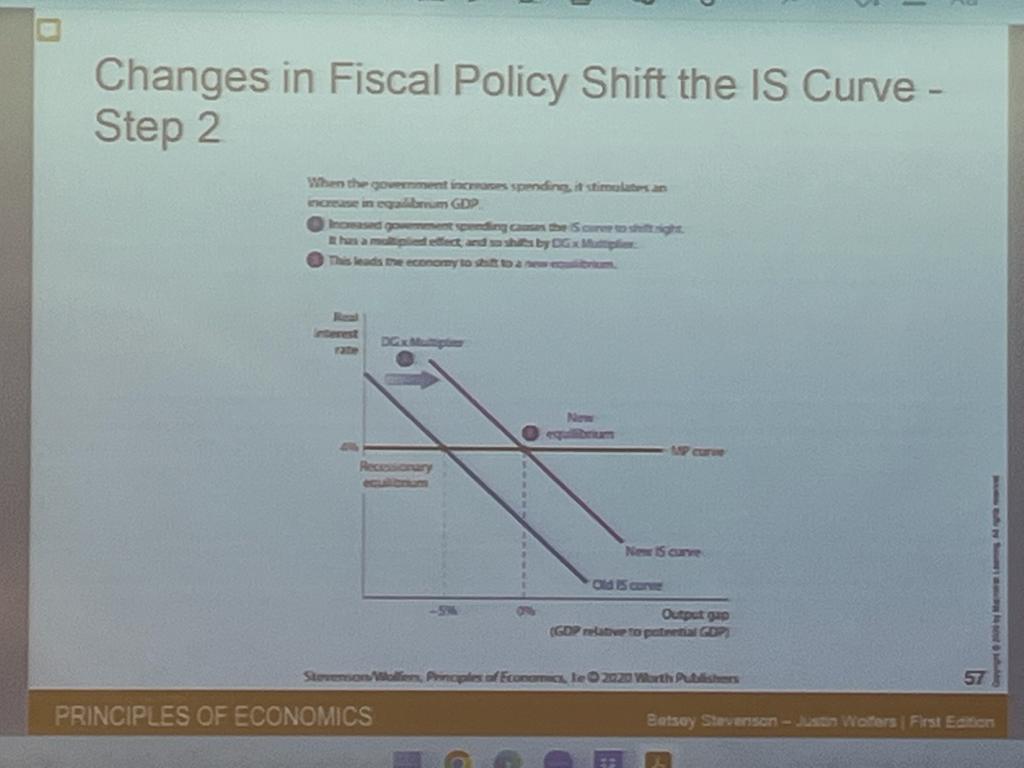 Changes in Fiscal Policy Shift the IS Curve -
Step 2
When the government increases spending, it stimulates an
increase in equilibrium GDP.
Increased government spending causes the IS curve to shift right.
It has a multiplied effect, and so shifts by DG x Multiplier.
This leads the economy to shift to a new equilibrium.
Real
interest
rate
DG x Multiplier
New
equilibrium
4%
MP curve
Recessionary
equilibrium
New IS curve
Old IS curve
-5%
0%
Output gap
(GDP relative to potential GDP)
Stevenson/Wolfers, Principles of Economics, 1e © 2020 Worth Publishers
57
Copyright © 2020 by Macmillan Learning. All rights reserved
PRINCIPLES OF ECONOMICS
Betsey Stevenson – Justin Wolfers | First Edition